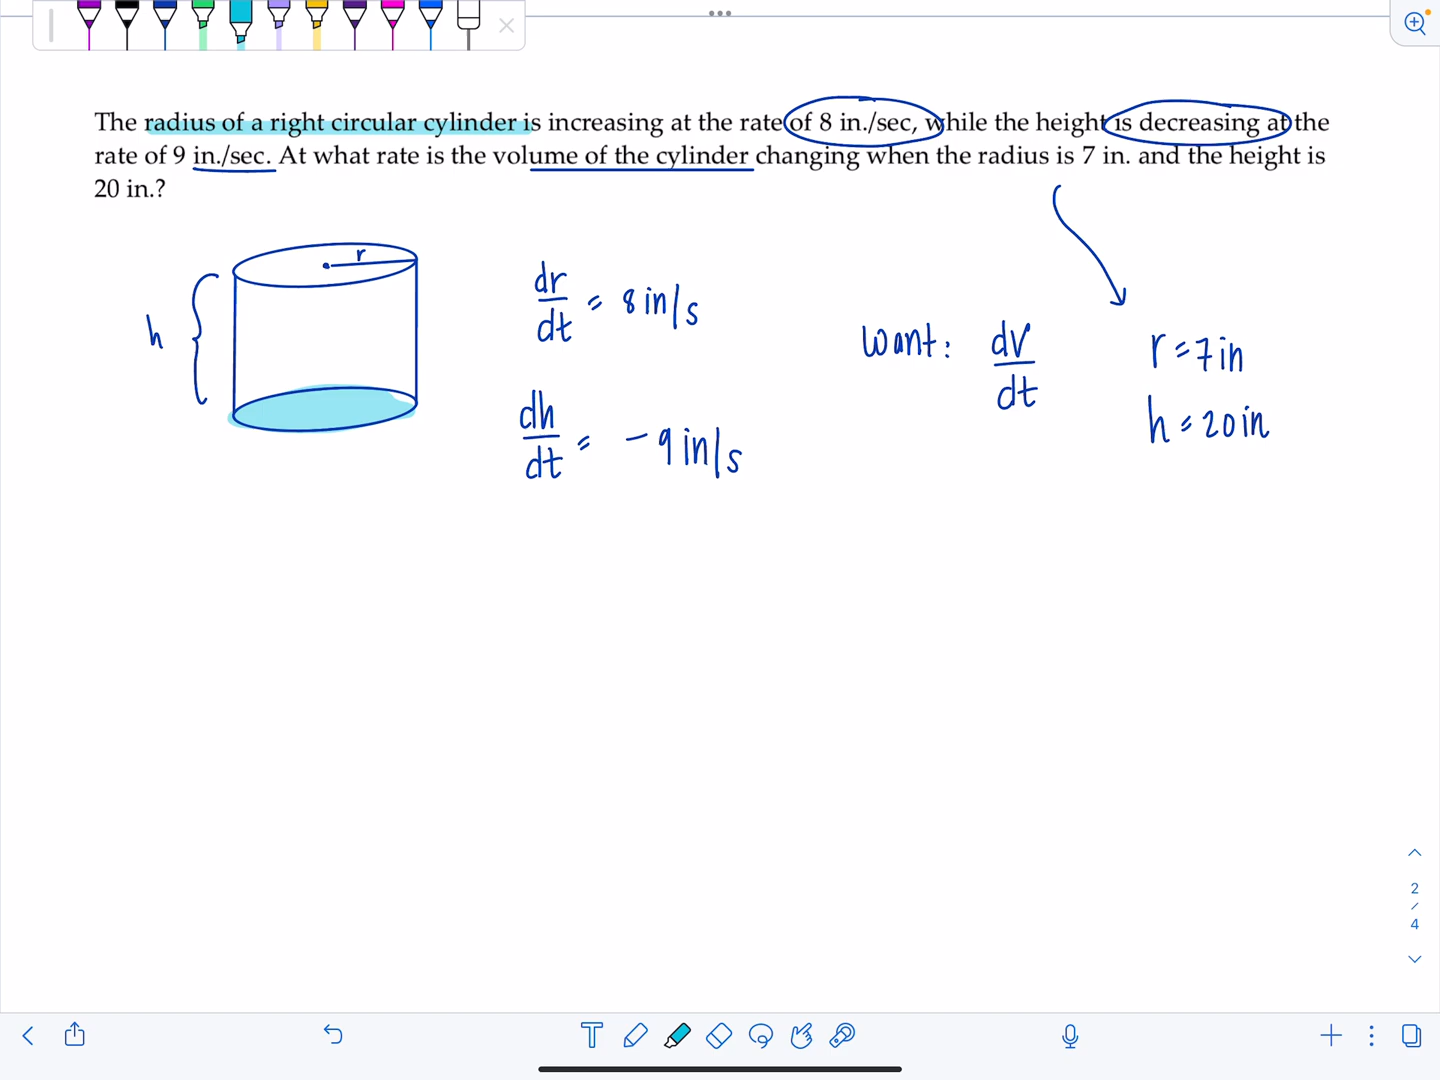 The radius of a right circular cylinder is increasing at the rate of 8 in./sec, while the height is decreasing at the
rate of 9 in./sec. At what rate is the volume of the cylinder changing when the radius is 7 in. and the height is
20 in.?
r
h
dr/dt = 8 in/s
dh/dt = -9 in/s
Want: dV/dt
r = 7 in
h = 20 in
2
/
4
T